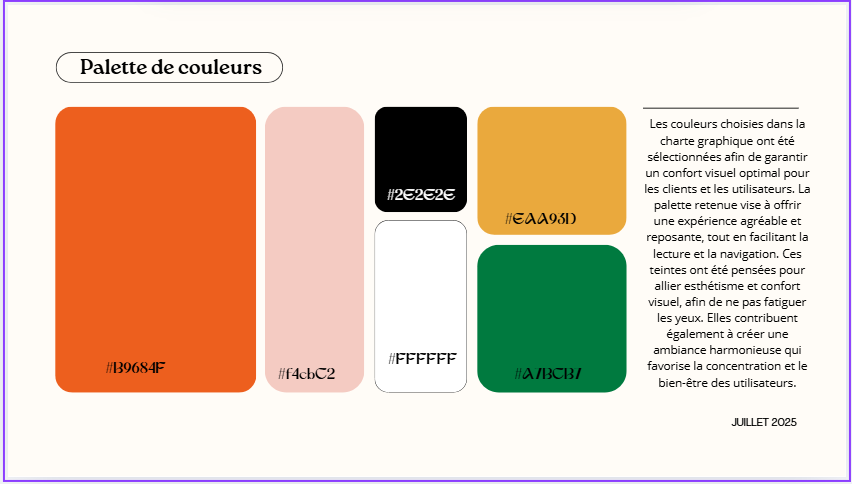 Palette de couleurs
#B9684F
#f4cbC2
#2E2E2E
#FFFFFF
#EAA93D
#A7BCB7
Les couleurs choisies dans la
charte graphique ont été
sélectionnées afin de garantir
un confort visuel optimal pour
les clients et les utilisateurs. La
palette retenue vise à offrir
une expérience agréable et
reposante, tout en facilitant la
lecture et la navigation. Ces
teintes ont été pensées pour
allier esthétisme et confort
visuel, afin de ne pas fatiguer
les yeux. Elles contribuent
également à créer une
ambiance harmonieuse qui
favorise la concentration et le
bien-être des utilisateurs.
JUILLET 2025